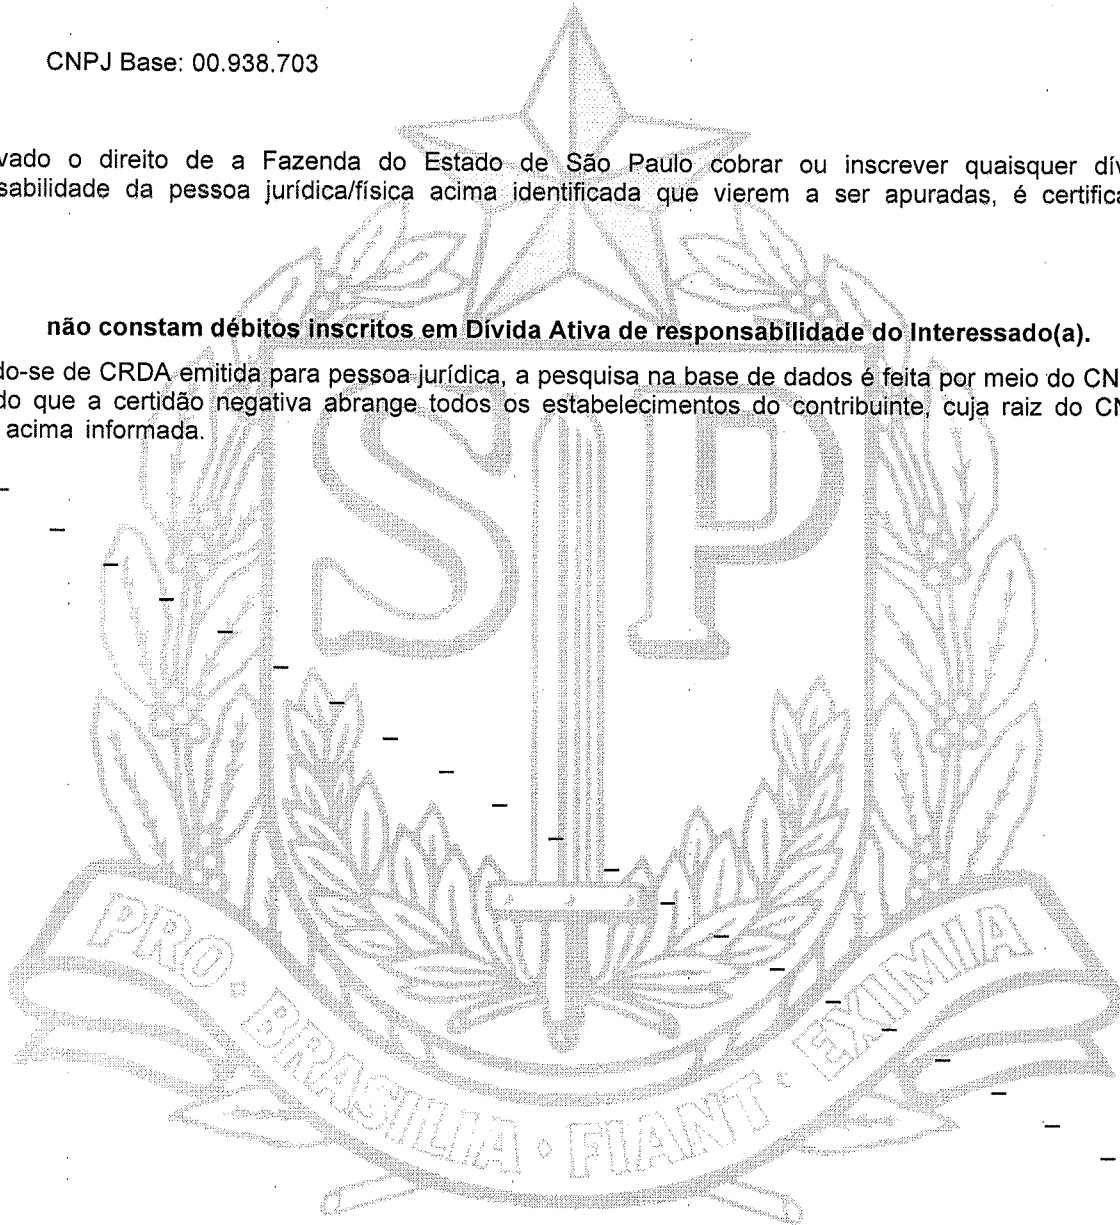 CNPJ Base: 00.938.703
vado o direito de a Fazenda do Estado de São Paulo cobrar ou inscrever quaisquer dív
sabilidade da pessoa jurídica/física acima identificada que vierem a ser apuradas, é certifica
não constam débitos inscritos em Dívida Ativa de responsabilidade do Interessado(a).
do-se de CRDA emitida para pessoa jurídica, a pesquisa na base de dados é feita por meio do CN
do que a certidão negativa abrange todos os estabelecimentos do contribuinte, cuja raiz do CN
acima informada.
SP
PRO · BRASILIA · FIANT · EXIMIA